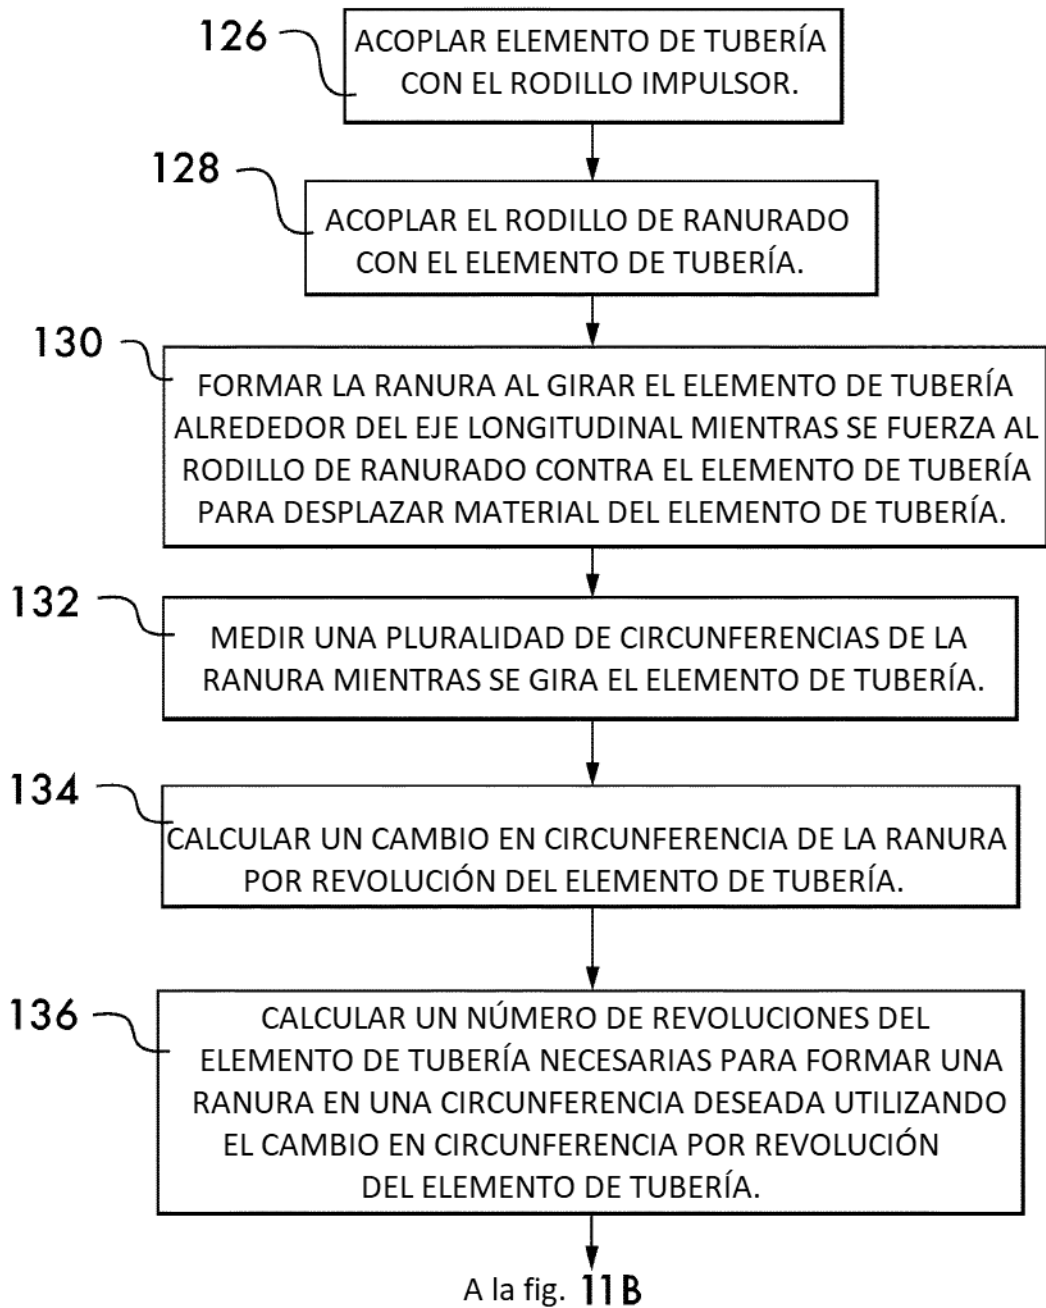 126
ACOPLAR ELEMENTO DE TUBERÍA
CON EL RODILLO IMPULSOR.
128
ACOPLAR EL RODILLO DE RANURADO
CON EL ELEMENTO DE TUBERÍA.
130
FORMAR LA RANURA AL GIRAR EL ELEMENTO DE TUBERÍA
ALREDEDOR DEL EJE LONGITUDINAL MIENTRAS SE FUERZA AL
RODILLO DE RANURADO CONTRA EL ELEMENTO DE TUBERÍA
PARA DESPLAZAR MATERIAL DEL ELEMENTO DE TUBERÍA.
132
MEDIR UNA PLURALIDAD DE CIRCUNFERENCIAS DE LA
RANURA MIENTRAS SE GIRA EL ELEMENTO DE TUBERÍA.
134
CALCULAR UN CAMBIO EN CIRCUNFERENCIA DE LA RANURA
POR REVOLUCIÓN DEL ELEMENTO DE TUBERÍA.
136
CALCULAR UN NÚMERO DE REVOLUCIONES DEL
ELEMENTO DE TUBERÍA NECESARIAS PARA FORMAR UNA
RANURA EN UNA CIRCUNFERENCIA DESEADA UTILIZANDO
EL CAMBIO EN CIRCUNFERENCIA POR REVOLUCIÓN
DEL ELEMENTO DE TUBERÍA.
A la fig. 11B